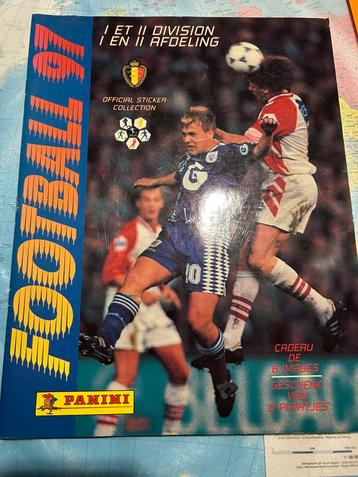 I ET II DIVISION
I EN II AFDELING
OFFICIAL STICKER
COLLECTION
FOOTBALL 97
G
10
CADEAU
DE
6 IMAGES
GESCHENK
VAN
6 PLAATJES
PANINI